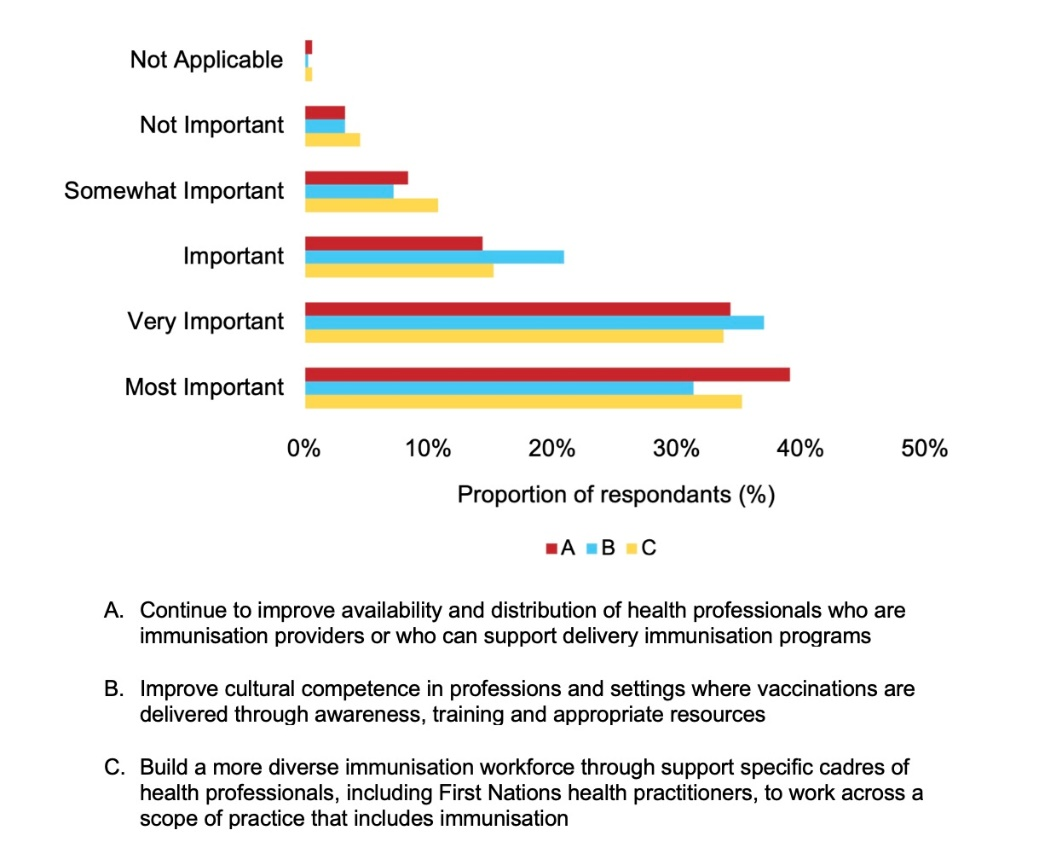 Not Applicable
Not Important
Somewhat Important
Important
Very Important
Most Important
0% 10% 20% 30% 40% 50%
Proportion of respondants (%)
A B C
A. Continue to improve availability and distribution of health professionals who are
immunisation providers or who can support delivery immunisation programs
B. Improve cultural competence in professions and settings where vaccinations are
delivered through awareness, training and appropriate resources
C. Build a more diverse immunisation workforce through support specific cadres of
health professionals, including First Nations health practitioners, to work across a
scope of practice that includes immunisation